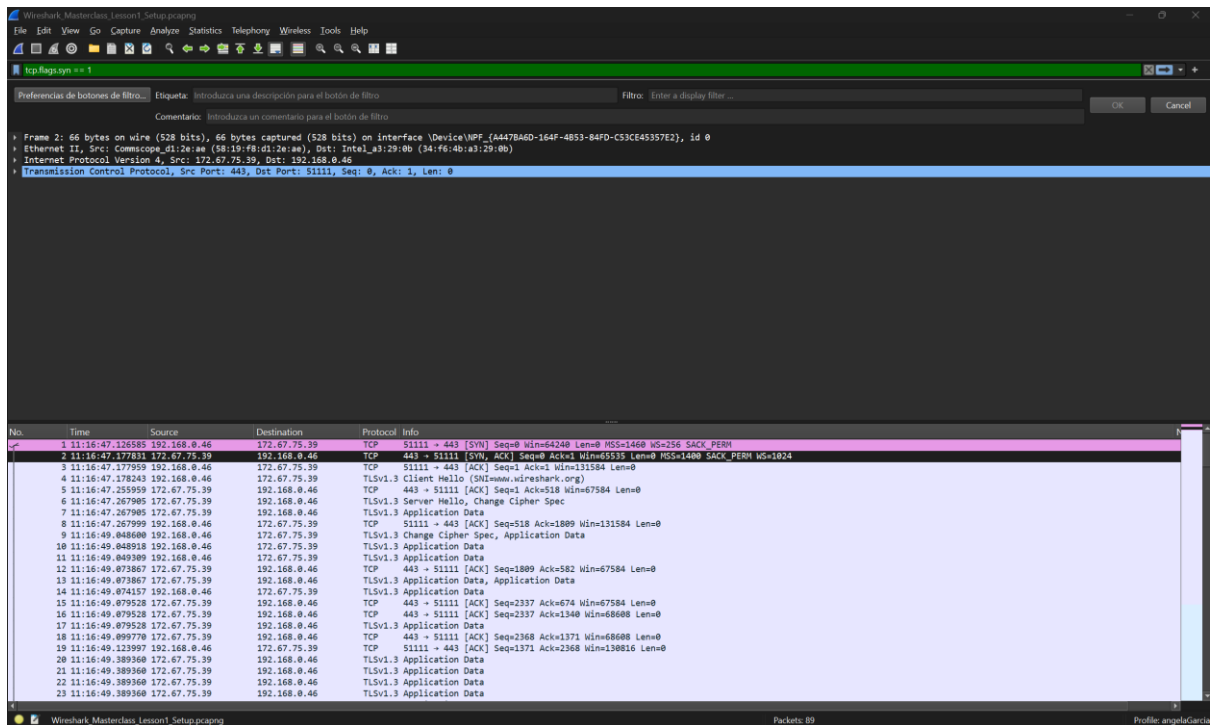 Wireshark_Masterclass_Lesson1_Setup.pcapng
File Edit View Go Capture Analyze Statistics Telephony Wireless Tools Help
tcp.flags.syn == 1
Preferencias de botones de filtro... Etiqueta: Introduzca una descripción para el botón de filtro Filtro: Enter a display filter ...
OK Cancel
Comentario: Introduzca un comentario para el botón de filtro
Frame 2: 66 bytes on wire (528 bits), 66 bytes captured (528 bits) on interface \Device\NPF_{A447BA6D-164F-4853-84FD-C53CE45357E2}, id 0
Ethernet II, Src: Commscope_d1:2e:ae (58:19:f8:d1:2e:ae), Dst: Intel_a3:29:0b (34:f6:4b:a3:29:0b)
Internet Protocol Version 4, Src: 172.67.75.39, Dst: 192.168.0.46
Transmission Control Protocol, Src Port: 443, Dst Port: 51111, Seq: 0, Ack: 1, Len: 0
No. Time Source Destination Protocol Info
1 11:16:47.126585 192.168.0.46 172.67.75.39 TCP 51111 → 443 [SYN] Seq=0 Win=64240 Len=0 MSS=1460 WS=256 SACK_PERM
2 11:16:47.177831 172.67.75.39 192.168.0.46 TCP 443 → 51111 [SYN, ACK] Seq=0 Ack=1 Win=65535 Len=0 MSS=1400 SACK_PERM WS=1024
3 11:16:47.177959 192.168.0.46 172.67.75.39 TCP 51111 → 443 [ACK] Seq=1 Ack=1 Win=131584 Len=0
4 11:16:47.178243 192.168.0.46 172.67.75.39 TLSv1.3 Client Hello (SNI=www.wireshark.org)
5 11:16:47.255959 172.67.75.39 192.168.0.46 TCP 443 → 51111 [ACK] Seq=1 Ack=518 Win=67584 Len=0
6 11:16:47.267905 172.67.75.39 192.168.0.46 TLSv1.3 Server Hello, Change Cipher Spec
7 11:16:47.267905 172.67.75.39 192.168.0.46 TLSv1.3 Application Data
8 11:16:47.267999 192.168.0.46 172.67.75.39 TCP 51111 → 443 [ACK] Seq=518 Ack=1809 Win=131584 Len=0
9 11:16:49.048600 192.168.0.46 172.67.75.39 TLSv1.3 Change Cipher Spec, Application Data
10 11:16:49.048918 192.168.0.46 172.67.75.39 TLSv1.3 Application Data
11 11:16:49.049309 192.168.0.46 172.67.75.39 TLSv1.3 Application Data
12 11:16:49.073867 172.67.75.39 192.168.0.46 TCP 443 → 51111 [ACK] Seq=1809 Ack=582 Win=67584 Len=0
13 11:16:49.073867 172.67.75.39 192.168.0.46 TLSv1.3 Application Data, Application Data
14 11:16:49.074157 192.168.0.46 172.67.75.39 TLSv1.3 Application Data
15 11:16:49.079528 172.67.75.39 192.168.0.46 TCP 443 → 51111 [ACK] Seq=2337 Ack=674 Win=67584 Len=0
16 11:16:49.079528 172.67.75.39 192.168.0.46 TCP 443 → 51111 [ACK] Seq=2337 Ack=1340 Win=68608 Len=0
17 11:16:49.079528 172.67.75.39 192.168.0.46 TLSv1.3 Application Data
18 11:16:49.099770 172.67.75.39 192.168.0.46 TCP 443 → 51111 [ACK] Seq=2368 Ack=1371 Win=68608 Len=0
19 11:16:49.123997 192.168.0.46 172.67.75.39 TCP 51111 → 443 [ACK] Seq=1371 Ack=2368 Win=130816 Len=0
20 11:16:49.389360 172.67.75.39 192.168.0.46 TLSv1.3 Application Data
21 11:16:49.389360 172.67.75.39 192.168.0.46 TLSv1.3 Application Data
22 11:16:49.389360 172.67.75.39 192.168.0.46 TLSv1.3 Application Data
23 11:16:49.389360 172.67.75.39 192.168.0.46 TLSv1.3 Application Data
Wireshark_Masterclass_Lesson1_Setup.pcapng Packets: 89 Profile: angelaGarcia